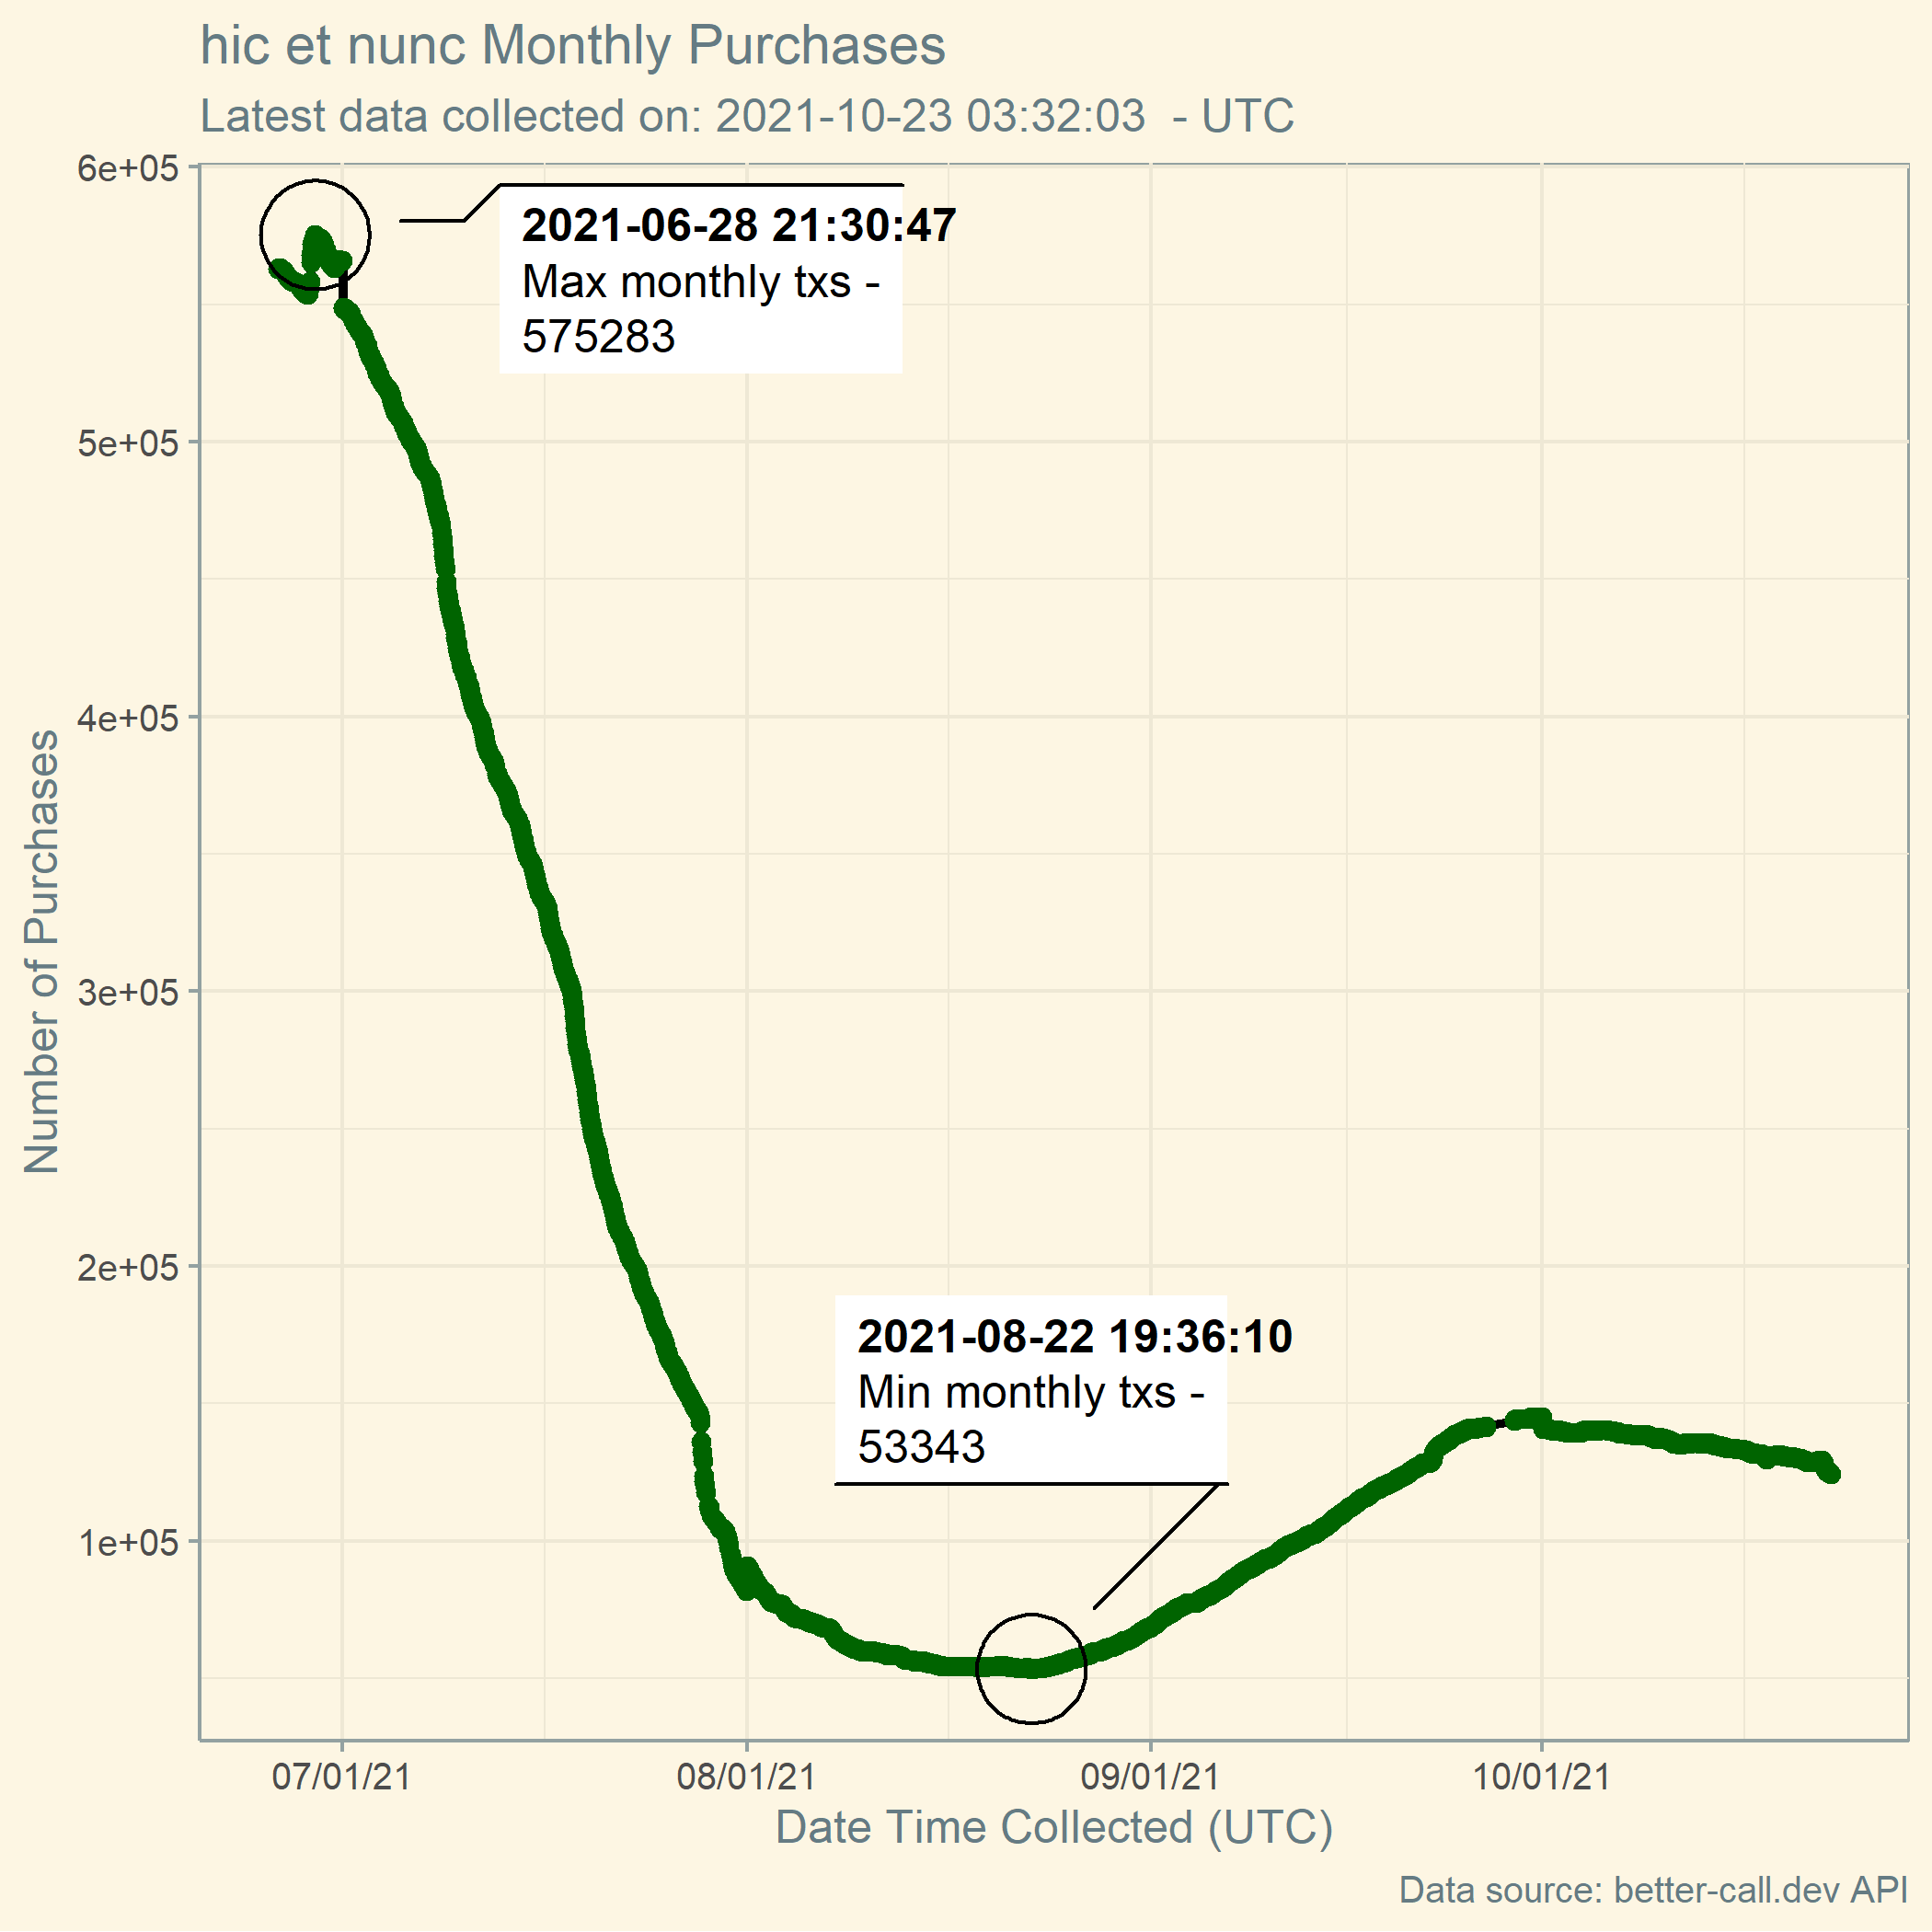 hic et nunc Monthly Purchases
Latest data collected on: 2021-10-23 03:32:03  - UTC
6e+05
5e+05
4e+05
3e+05
2e+05
1e+05
Number of Purchases
2021-06-28 21:30:47
Max monthly txs -
575283
2021-08-22 19:36:10
Min monthly txs -
53343
07/01/21
08/01/21
09/01/21
10/01/21
Date Time Collected (UTC)
Data source: better-call.dev API